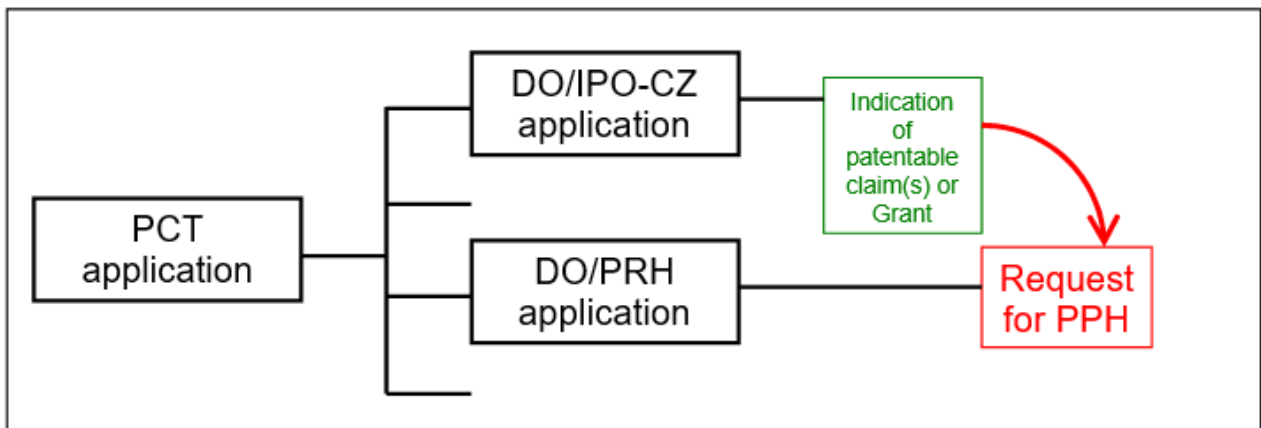 PCT
application
DO/IPO-CZ
application
Indication
of
patentable
claim(s) or
Grant
DO/PRH
application
Request
for PPH